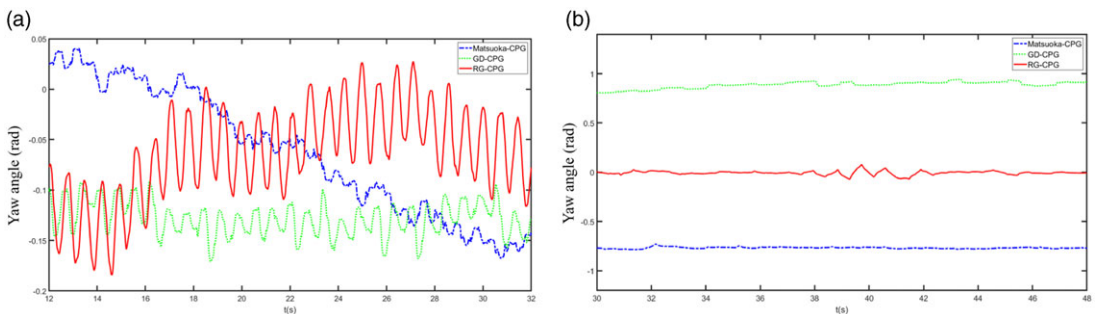 (a)
0.05
0
-0.05
-0.1
-0.15
-0.2
Yaw angle (rad)
12 14 16 18 20 22 24 26 28 30 32
t(s)
Matsuoka-CPG
GD-CPG
RG-CPG
(b)
1
0
-0.5
-1
Yaw angle (rad)
30 32 34 36 38 40 42 44 46 48
t(s)
Matsuoka-CPG
GD-CPG
RG-CPG